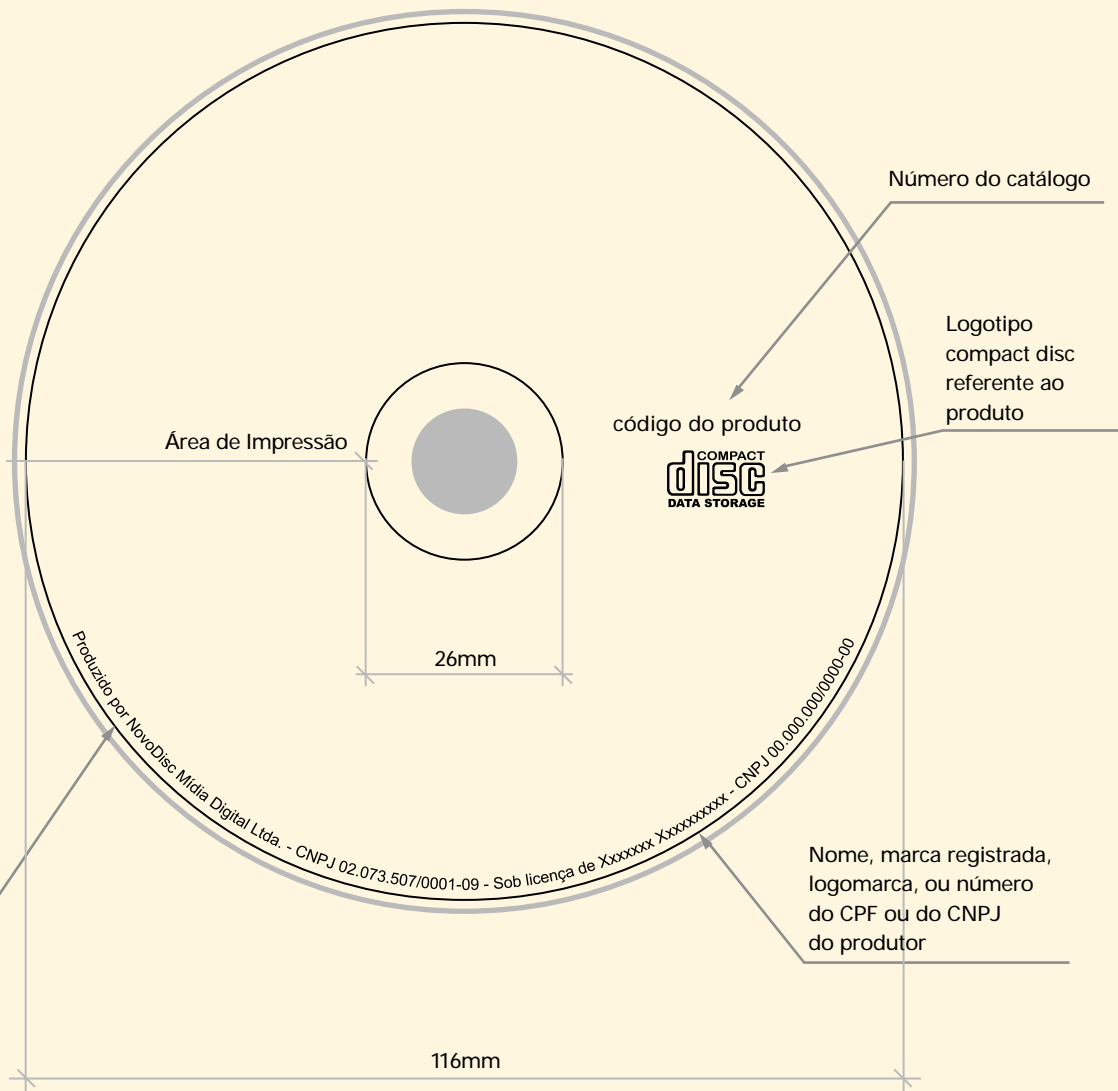 Número do catálogo
Logotipo
compact disc
referente ao
produto
código do produto
COMPACT
disc
DATA STORAGE
Área de Impressão
26mm
Produzido por NovoDisc Mídia Digital Ltda. - CNPJ 02.073.507/0001-09 - Sob licença de Xxxxxxx Xxxxxxxxxx - CNPJ 00.000.000/0000-00
Nome, marca registrada,
logomarca, ou número
do CPF ou do CNPJ
do produtor
116mm